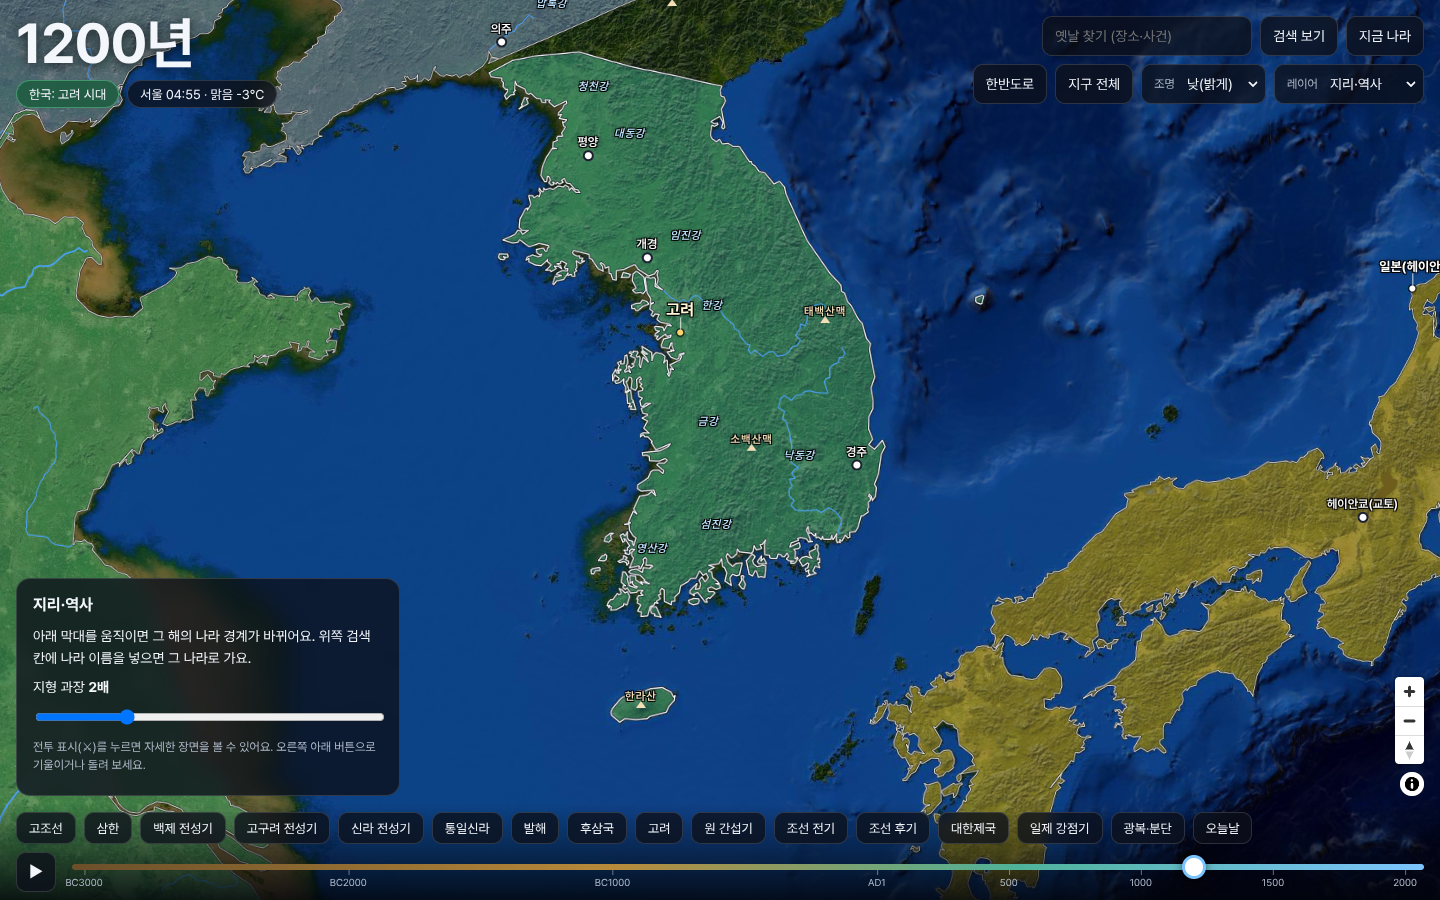 1200년
한국: 고려 시대
서울 04:55 · 맑음 -3°C
옛날 찾기 (장소·사건)
검색 보기
지금 나라
한반도로
지구 전체
조명 낮(밝게)
레이어 지리·역사
압록강
의주
청천강
대동강
평양
임진강
개경
고려
한강
태백산맥
일본(헤이안
금강
소백산맥
낙동강
경주
헤이안쿄(교토)
섬진강
영산강
한라산
지리·역사
아래 막대를 움직이면 그 해의 나라 경계가 바뀌어요. 위쪽 검색
칸에 나라 이름을 넣으면 그 나라로 가요.
지형 과장 2배
전투 표시(⚔)를 누르면 자세한 장면을 볼 수 있어요. 오른쪽 아래 버튼으로
기울이거나 돌려 보세요.
고조선
삼한
백제 전성기
고구려 전성기
신라 전성기
통일신라
발해
후삼국
고려
원 간섭기
조선 전기
조선 후기
대한제국
일제 강점기
광복·분단
오늘날
BC3000
BC2000
BC1000
AD1
500
1000
1500
2000